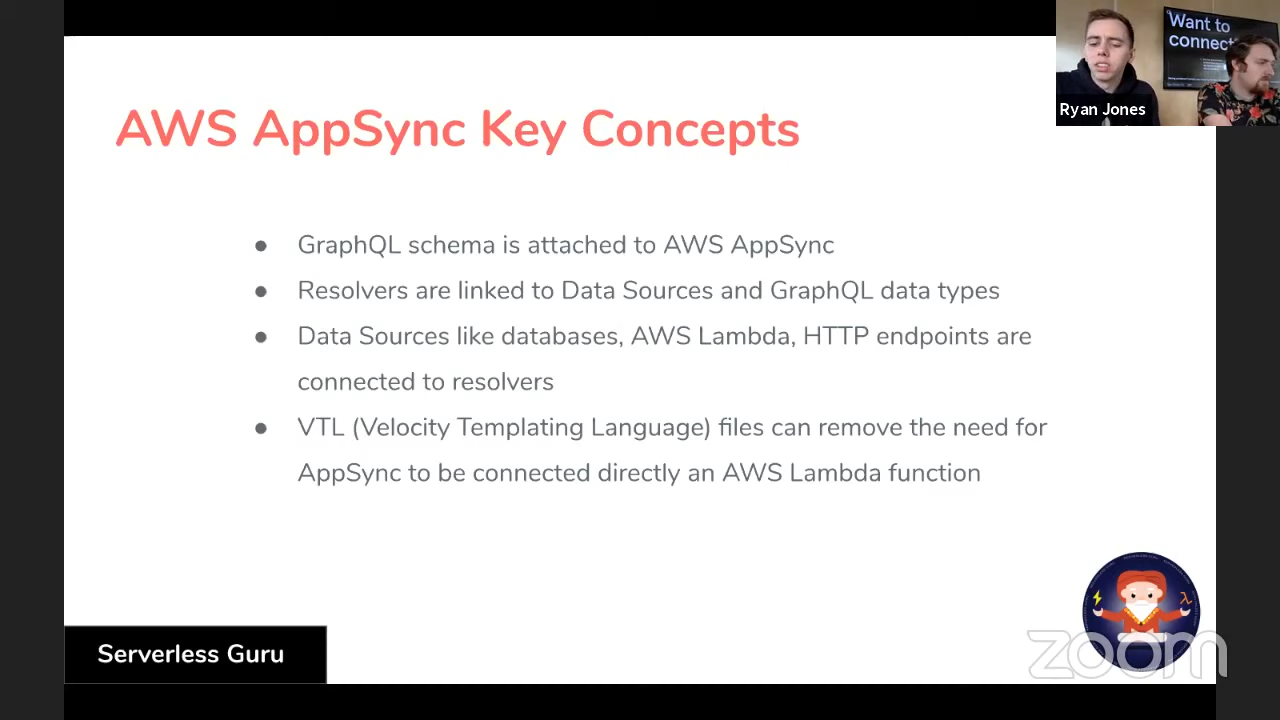 Want to
connect
Ryan Jones
AWS AppSync Key Concepts
● GraphQL schema is attached to AWS AppSync
● Resolvers are linked to Data Sources and GraphQL data types
● Data Sources like databases, AWS Lambda, HTTP endpoints are
connected to resolvers
● VTL (Velocity Templating Language) files can remove the need for
AppSync to be connected directly an AWS Lambda function
Serverless Guru
zoom